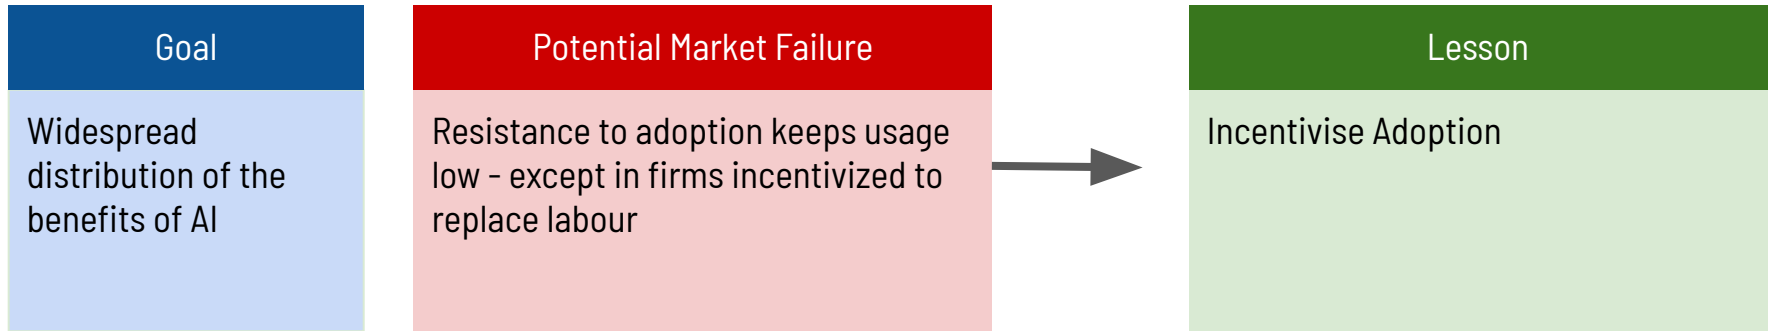 Goal
Widespread
distribution of the
benefits of AI
Potential Market Failure
Resistance to adoption keeps usage
low - except in firms incentivized to
replace labour
Lesson
Incentivise Adoption